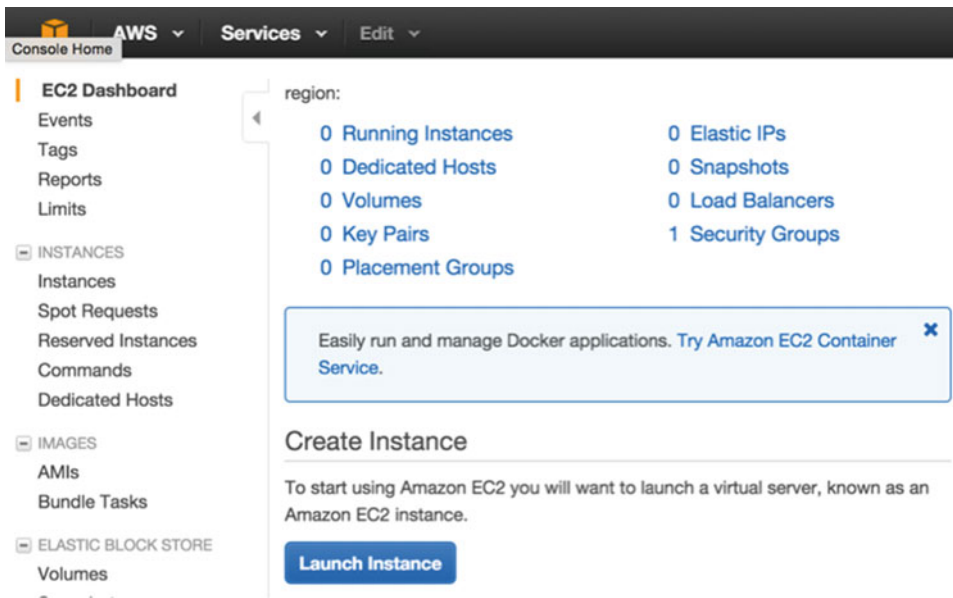 AWS Services Edit
Console Home
EC2 Dashboard
Events
Tags
Reports
Limits
INSTANCES
Instances
Spot Requests
Reserved Instances
Commands
Dedicated Hosts
IMAGES
AMIs
Bundle Tasks
ELASTIC BLOCK STORE
Volumes
region:
0 Running Instances
0 Dedicated Hosts
0 Volumes
0 Key Pairs
0 Placement Groups
0 Elastic IPs
0 Snapshots
0 Load Balancers
1 Security Groups
Easily run and manage Docker applications. Try Amazon EC2 Container
Service.
Create Instance
To start using Amazon EC2 you will want to launch a virtual server, known as an
Amazon EC2 instance.
Launch Instance